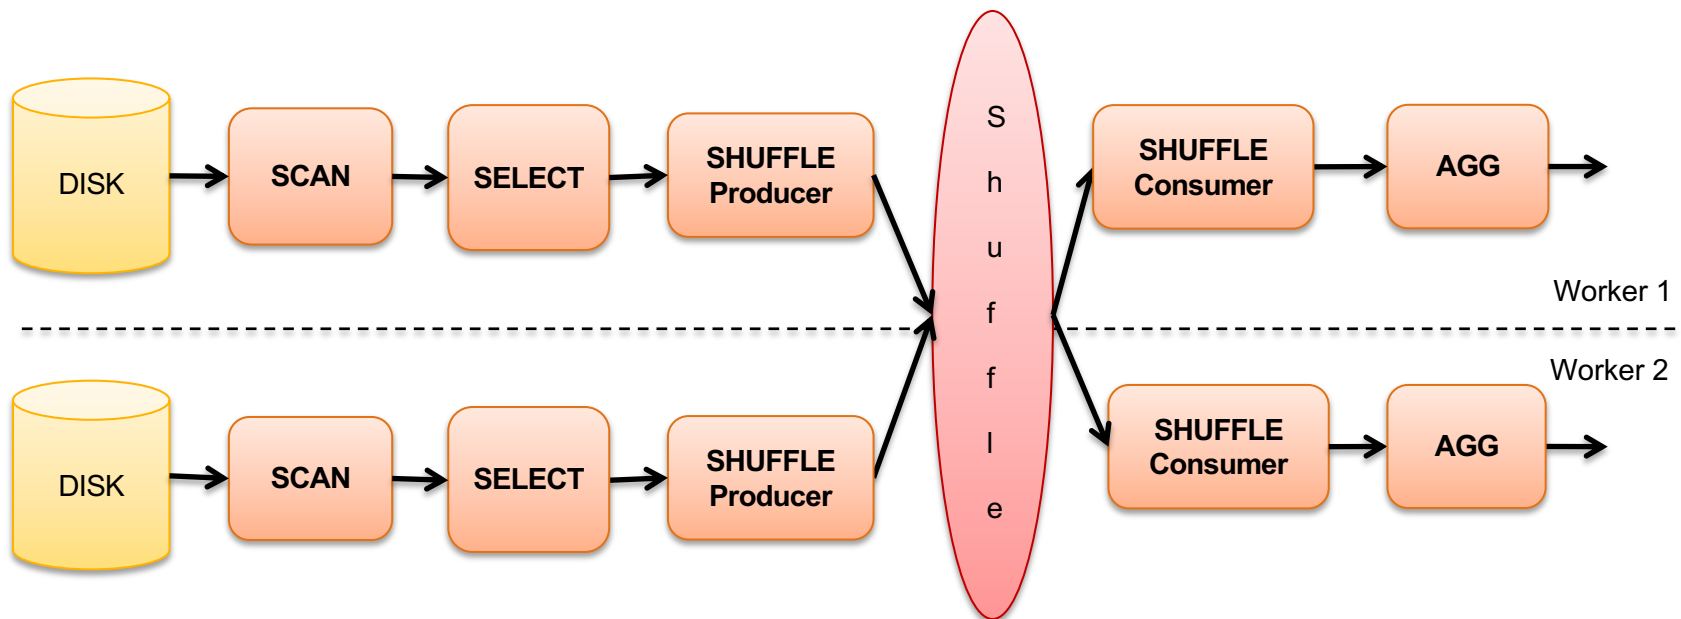 DISK
SCAN
SELECT
SHUFFLE
Producer
S
h
u
f
f
l
e
SHUFFLE
Consumer
AGG
Worker 1
Worker 2
DISK
SCAN
SELECT
SHUFFLE
Producer
SHUFFLE
Consumer
AGG